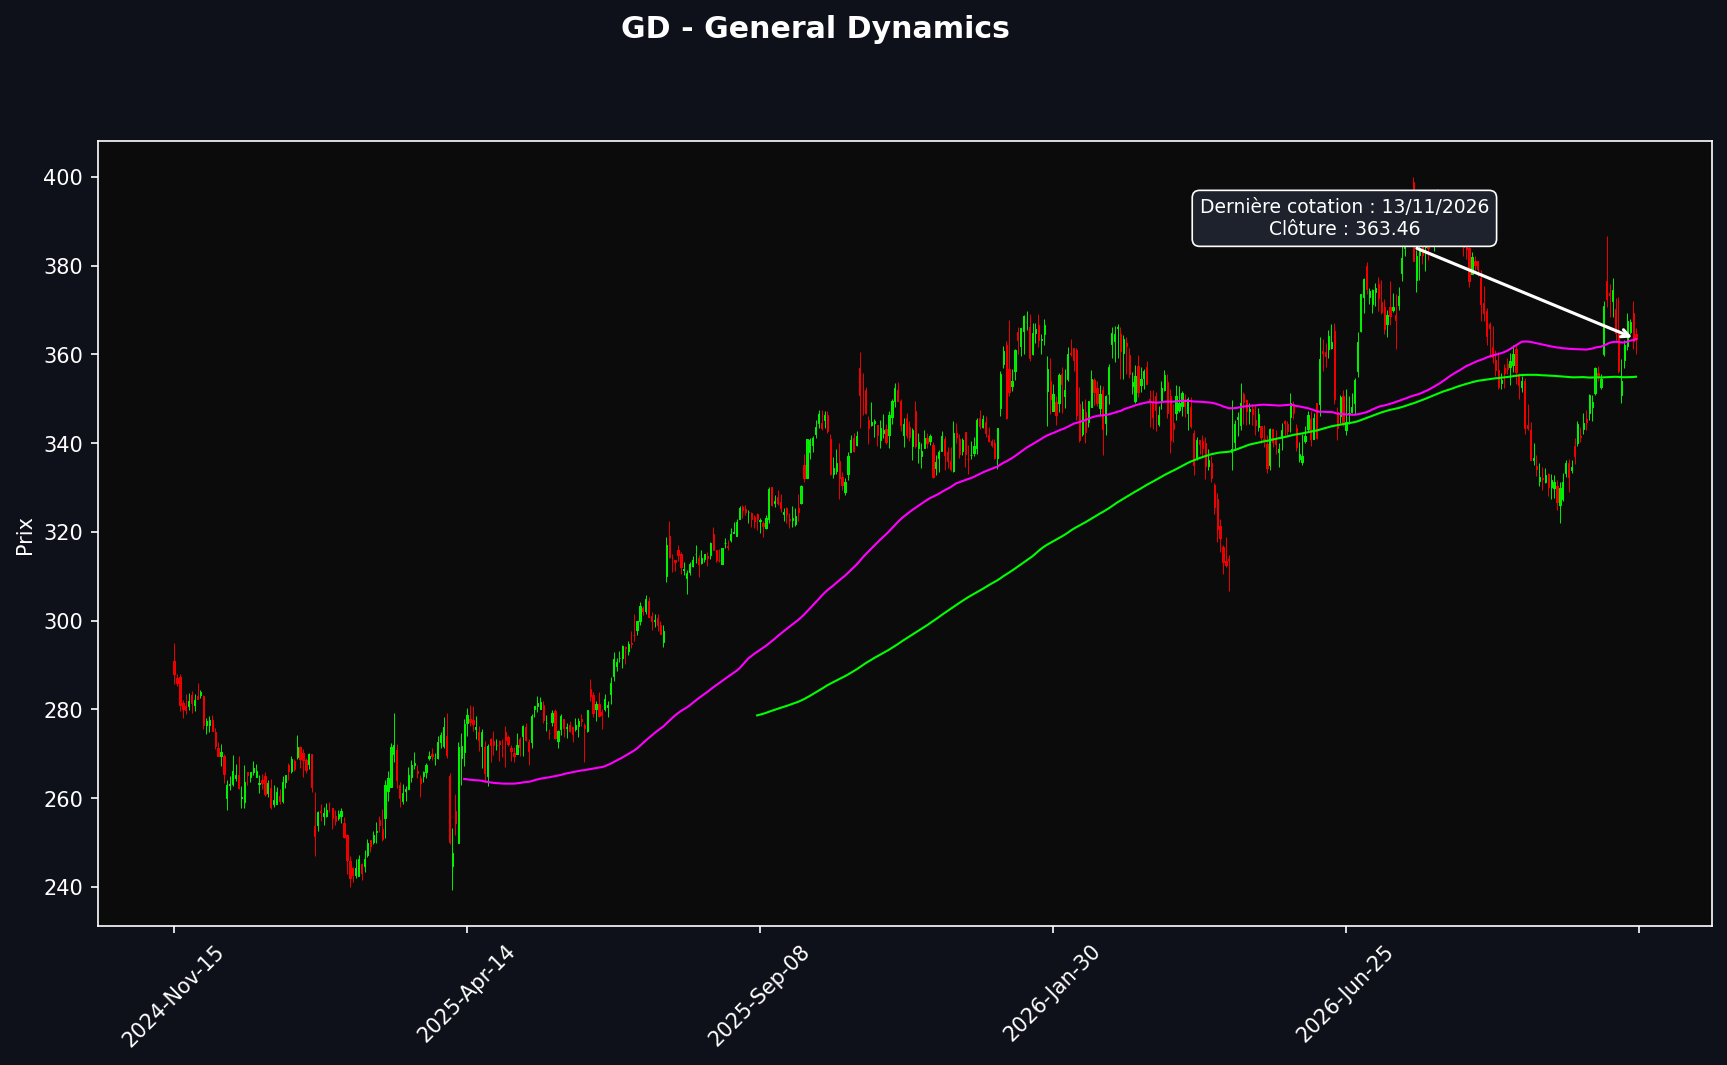 GD - General Dynamics
400
380
360
340
320
300
280
260
240
Prix
Dernière cotation : 13/11/2026
Clôture : 363.46
2024-Nov-15
2025-Apr-14
2025-Sep-08
2026-Jan-30
2026-Jun-25